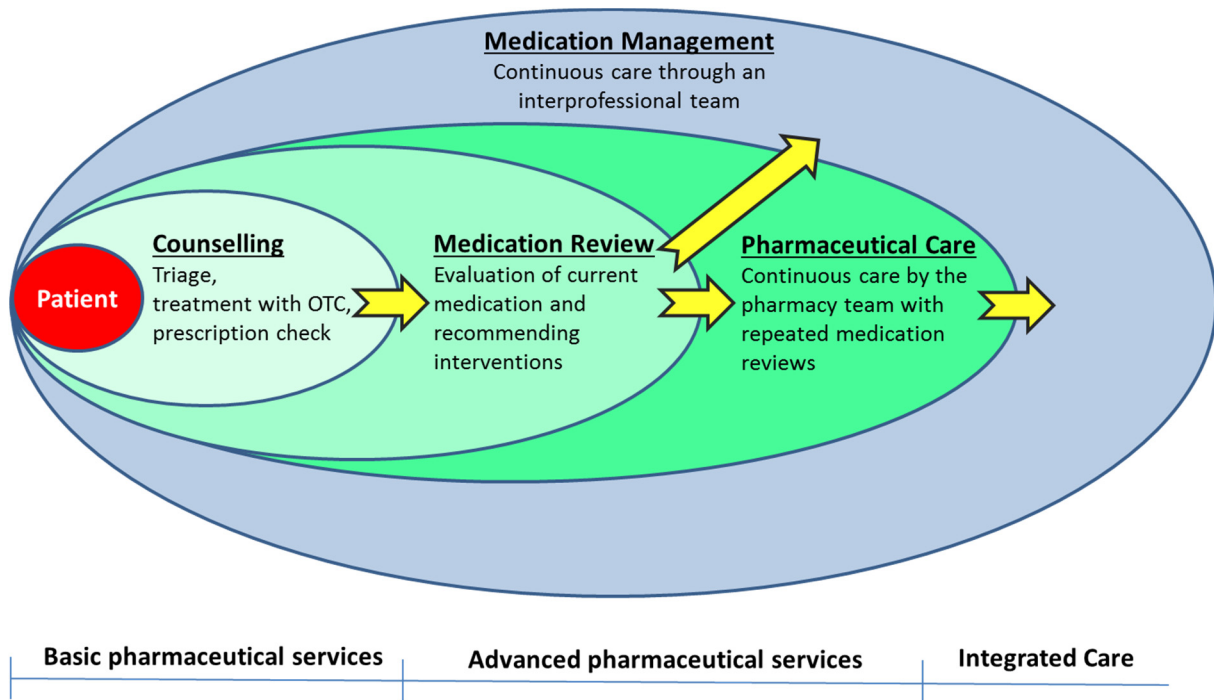 Medication Management
Continuous care through an
interprofessional team
Patient
Counselling
Triage,
treatment with OTC,
prescription check
Medication Review
Evaluation of current
medication and
recommending
interventions
Pharmaceutical Care
Continuous care by the
pharmacy team with
repeated medication
reviews
Basic pharmaceutical services
Advanced pharmaceutical services
Integrated Care